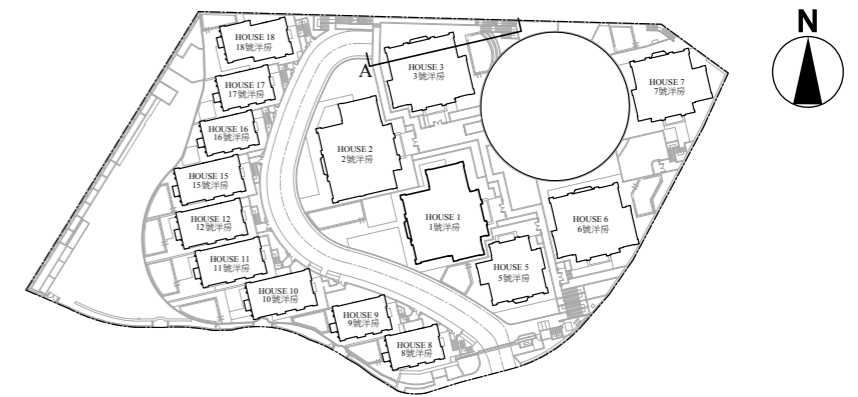 N
HOUSE 18
18號洋房
HOUSE 3
3號洋房
A
HOUSE 7
7號洋房
HOUSE 17
17號洋房
HOUSE 16
16號洋房
HOUSE 2
2號洋房
HOUSE 15
15號洋房
HOUSE 12
12號洋房
HOUSE 1
1號洋房
HOUSE 6
6號洋房
HOUSE 11
11號洋房
HOUSE 5
5號洋房
HOUSE 10
10號洋房
HOUSE 9
9號洋房
HOUSE 8
8號洋房